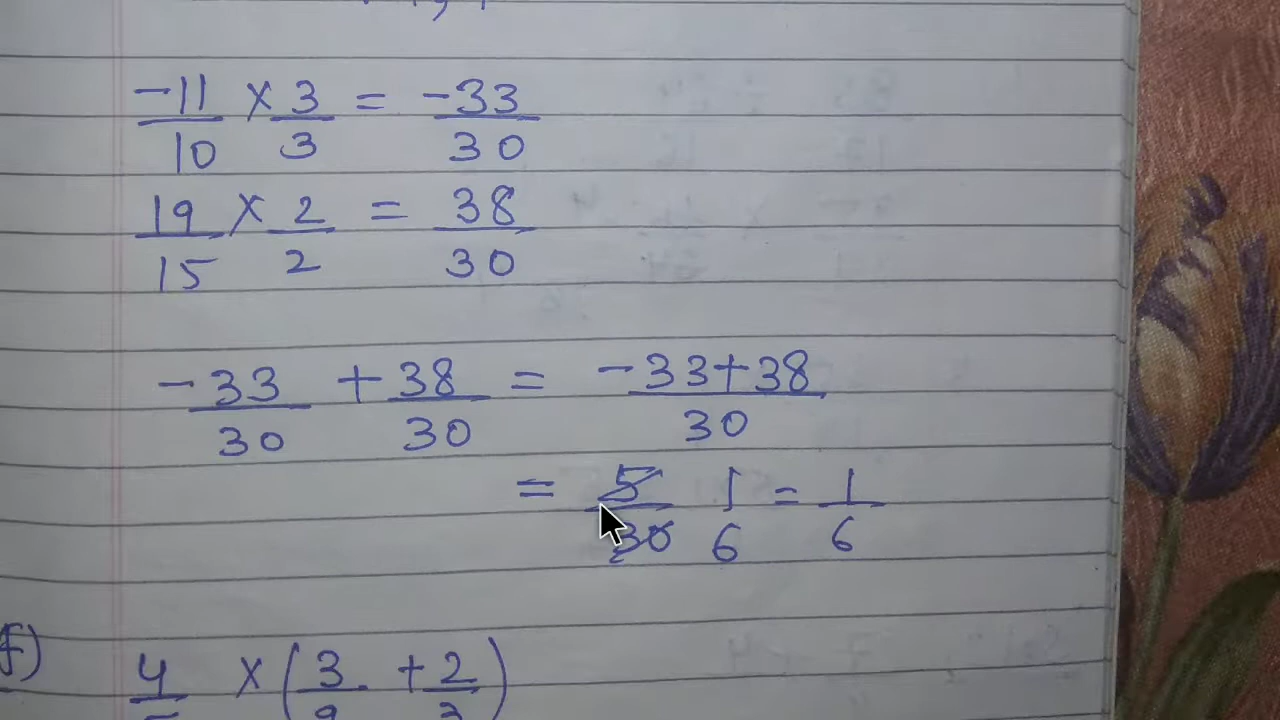 -11/10 × 3/3 = -33/30
19/15 × 2/2 = 38/30
-33/30 + 38/30 = -33+38/30
= 5/30 1/6 = 1/6
f) 4 × (3 + 2)